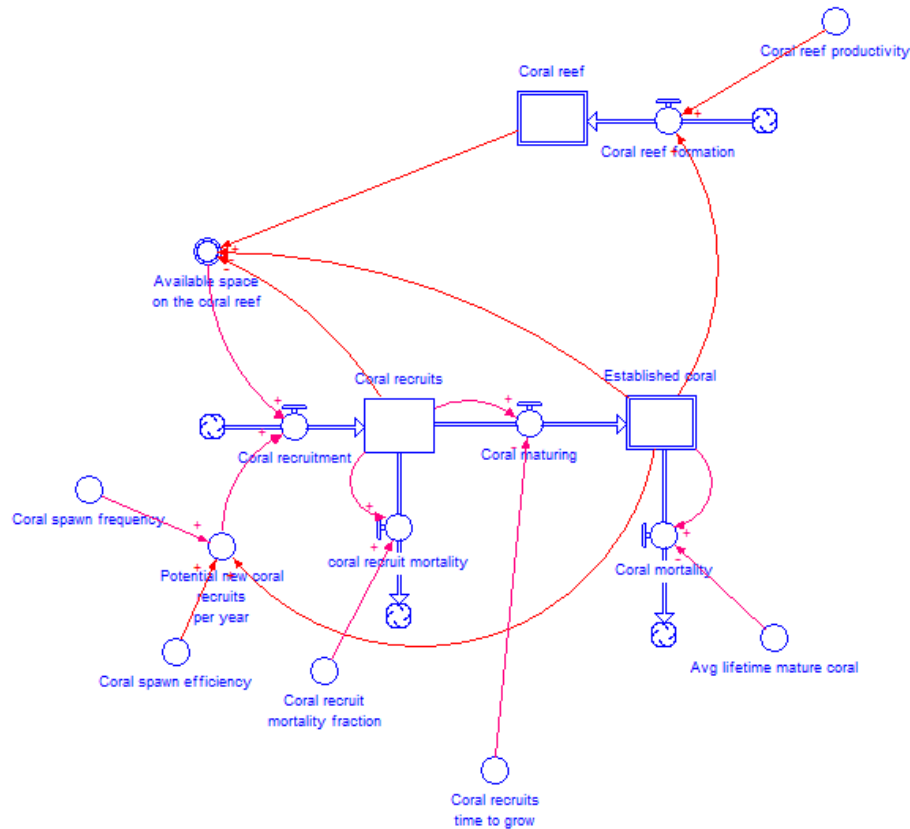 Coral reef productivity
Coral reef
Coral reef formation
Available space
on the coral reef
Coral recruits
Established coral
Coral recruitment
Coral maturing
Coral spawn frequency
coral recruit mortality
Potential new coral
recruits
per year
Coral mortality
Coral spawn efficiency
Avg lifetime mature coral
Coral recruit
mortality fraction
Coral recruits
time to grow